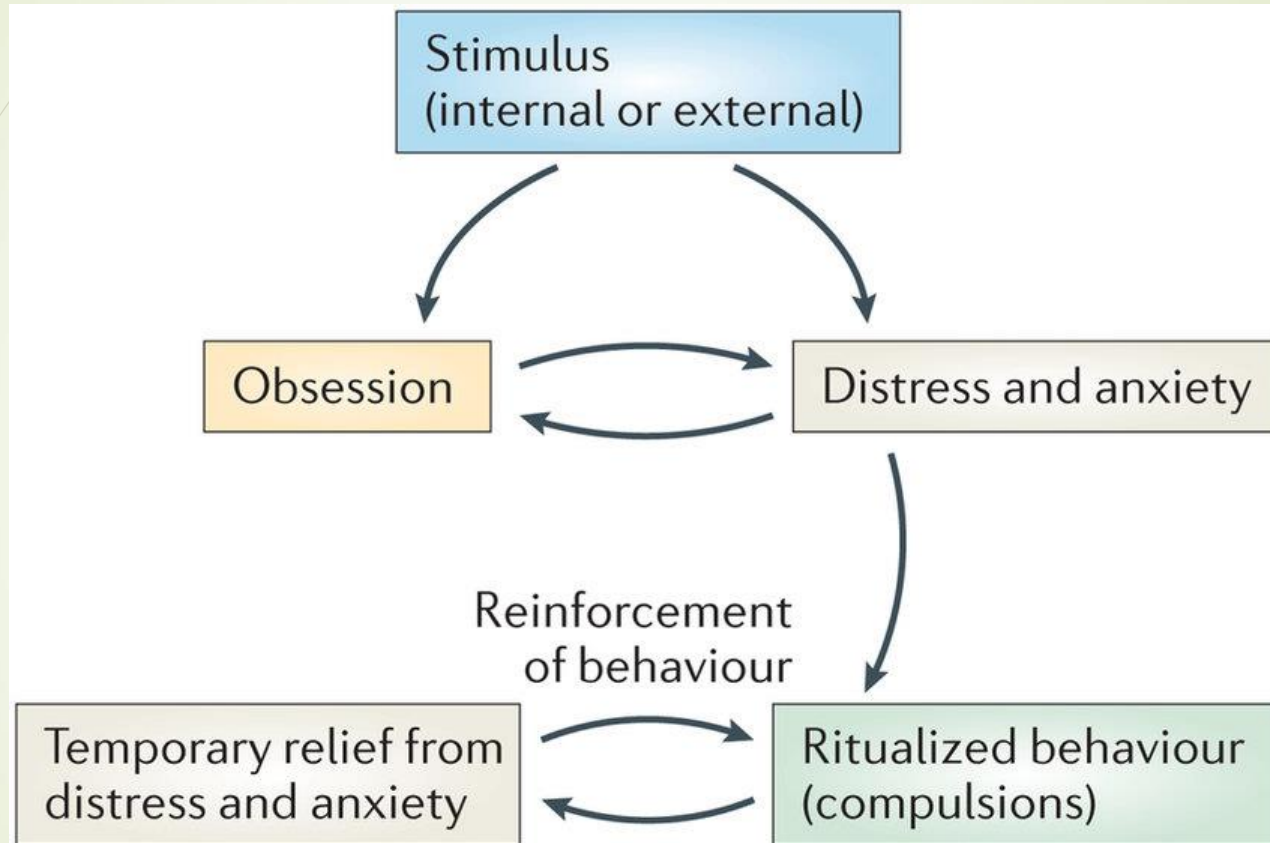 Stimulus
(internal or external)
Obsession
Distress and anxiety
Reinforcement
of behaviour
Temporary relief from
distress and anxiety
Ritualized behaviour
(compulsions)